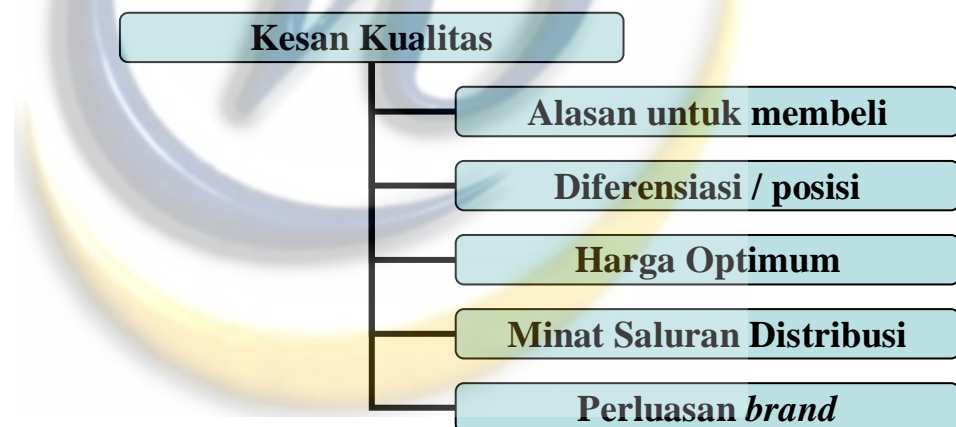 Kesan Kualitas
Alasan untuk membeli
Diferensiasi / posisi
Harga Optimum
Minat Saluran Distribusi
Perluasan brand